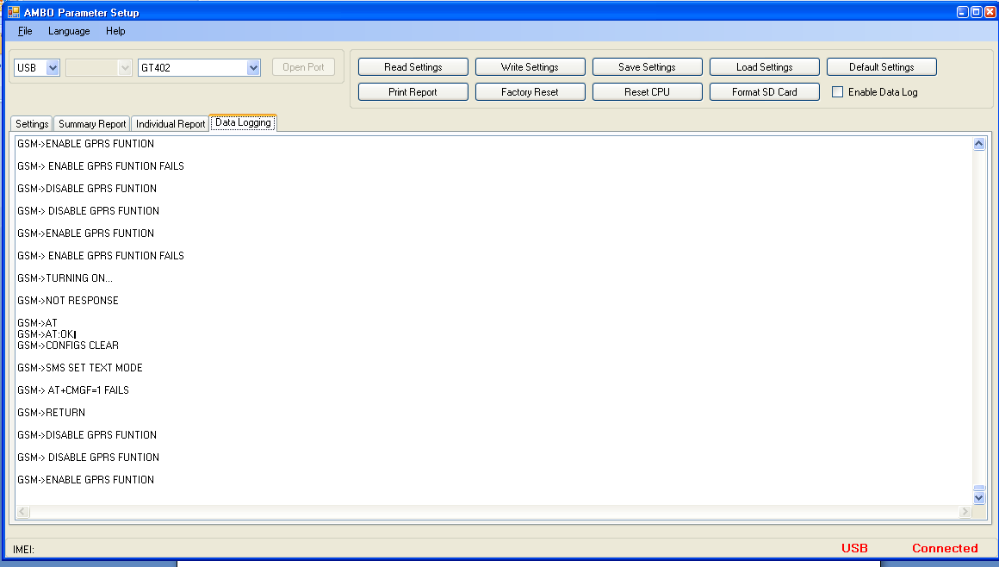 AMBO Parameter Setup
File Language Help
USB GT402 Open Port
Read Settings Write Settings Save Settings Load Settings Default Settings
Print Report Factory Reset Reset CPU Format SD Card Enable Data Log
Settings Summary Report Individual Report Data Logging
GSM->ENABLE GPRS FUNTION
GSM-> ENABLE GPRS FUNTION FAILS
GSM->DISABLE GPRS FUNTION
GSM-> DISABLE GPRS FUNTION
GSM->ENABLE GPRS FUNTION
GSM-> ENABLE GPRS FUNTION FAILS
GSM->TURNING ON...
GSM->NOT RESPONSE
GSM->AT
GSM->AT:OK
GSM->CONFIGS CLEAR
GSM->SMS SET TEXT MODE
GSM-> AT+CMGF=1 FAILS
GSM->RETURN
GSM->DISABLE GPRS FUNTION
GSM-> DISABLE GPRS FUNTION
GSM->ENABLE GPRS FUNTION
IMEI: USB Connected